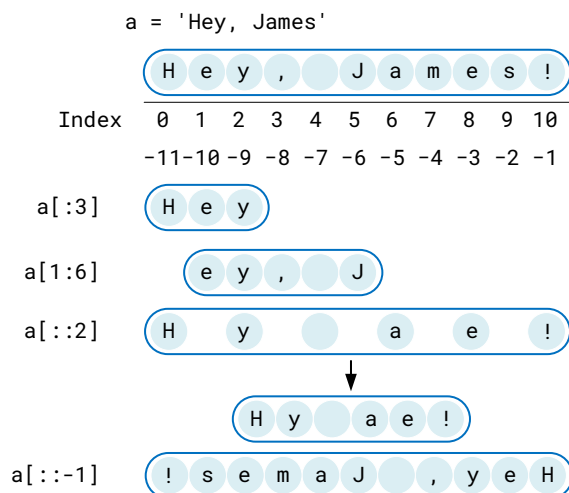 a = 'Hey, James'
H e y , J a m e s !
Index 0 1 2 3 4 5 6 7 8 9 10
-11 -10 -9 -8 -7 -6 -5 -4 -3 -2 -1
a[:3] H e y
a[1:6] e y , J
a[::2] H y a e !
H y a e !
a[::-1] ! s e m a J , y e H